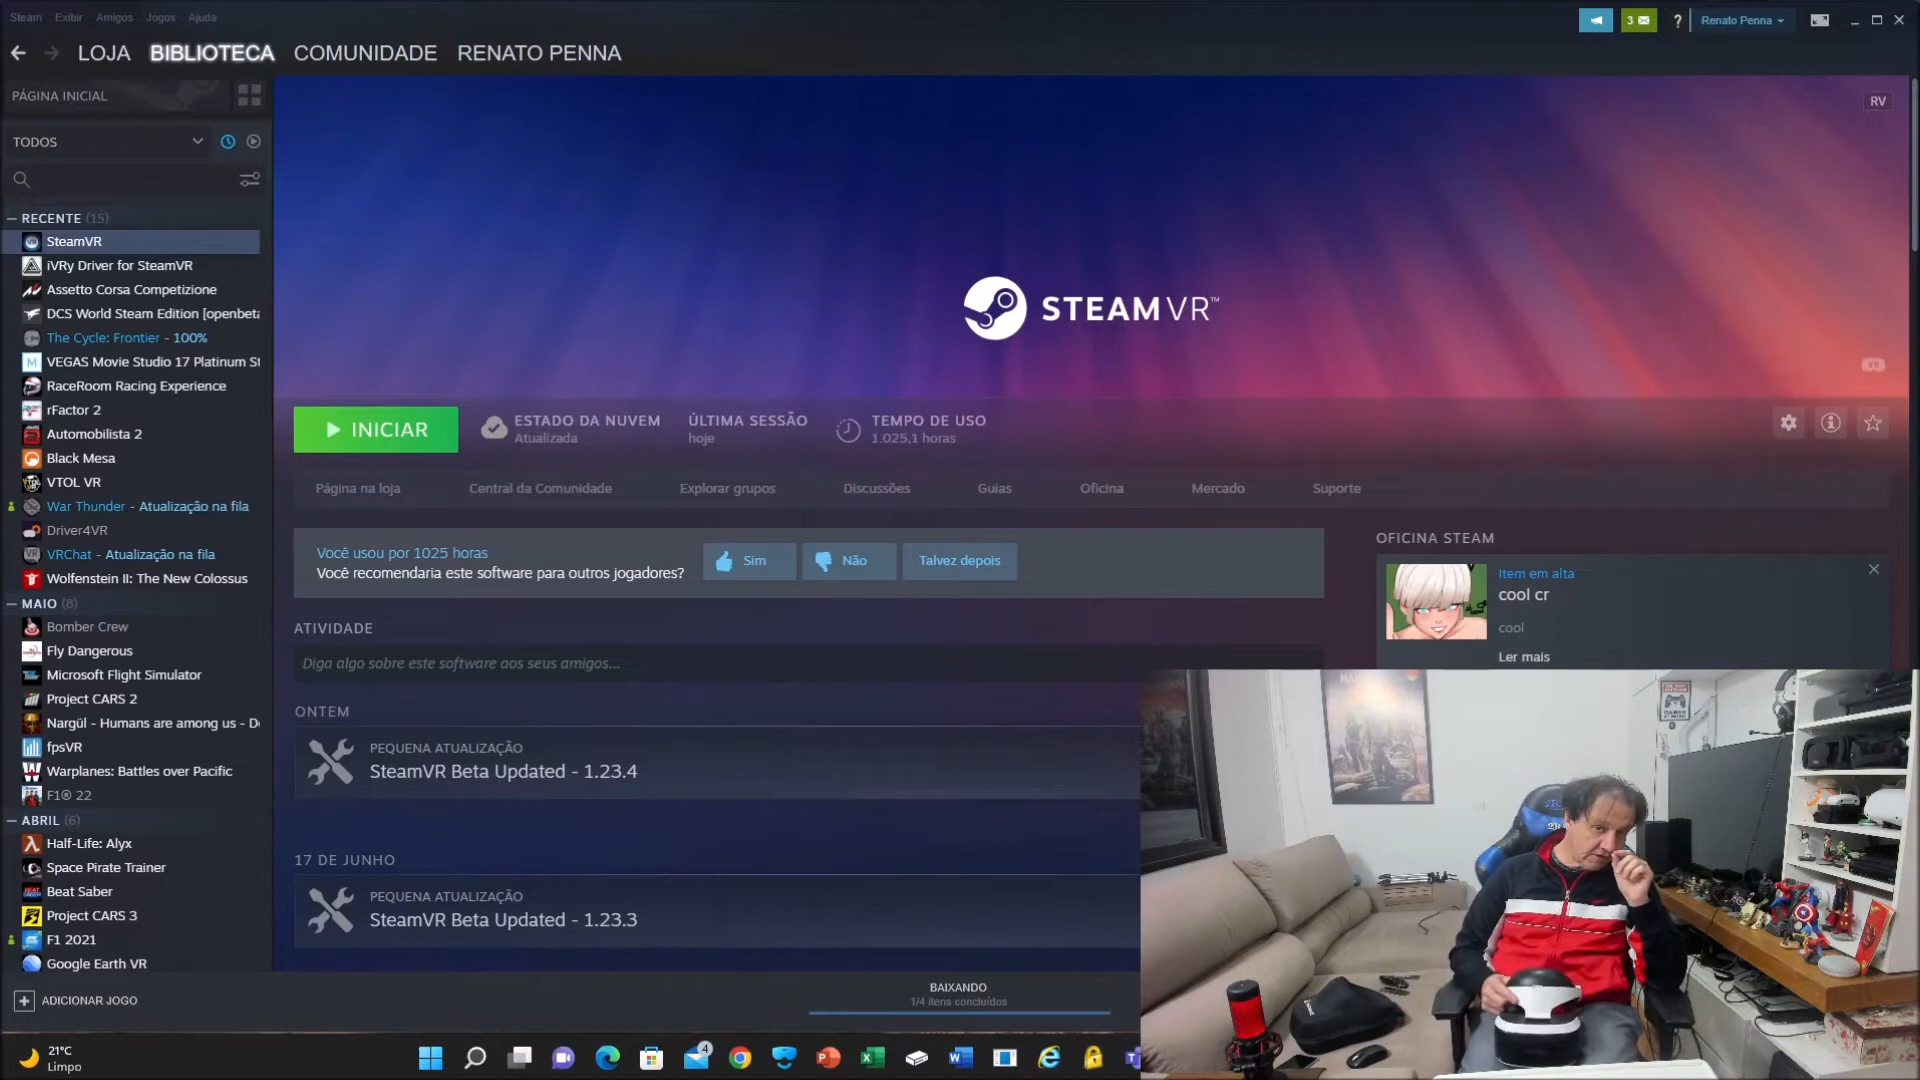 Steam Exibir Amigos Jogos Ajuda
3 ? Renato Penna
LOJA BIBLIOTECA COMUNIDADE RENATO PENNA
PÁGINA INICIAL
RV
TODOS
RECENTE (15)
SteamVR
iVRy Driver for SteamVR
Assetto Corsa Competizione
DCS World Steam Edition [openbeta
The Cycle: Frontier - 100%
VEGAS Movie Studio 17 Platinum St
RaceRoom Racing Experience
rFactor 2
Automobilista 2
Black Mesa
VTOL VR
War Thunder - Atualização na fila
Driver4VR
VRChat - Atualização na fila
Wolfenstein II: The New Colossus
MAIO (8)
Bomber Crew
Fly Dangerous
Microsoft Flight Simulator
Project CARS 2
Nargül - Humans are among us - De
fpsVR
Warplanes: Battles over Pacific
F1® 22
ABRIL (6)
Half-Life: Alyx
Space Pirate Trainer
Beat Saber
Project CARS 3
F1 2021
Google Earth VR
ADICIONAR JOGO
STEAMVR™
INICIAR
ESTADO DA NUVEM
Atualizada
ÚLTIMA SESSÃO
hoje
TEMPO DE USO
1.025,1 horas
Página na loja Central da Comunidade Explorar grupos Discussões Guias Oficina Mercado Suporte
Você usou por 1025 horas
Você recomendaria este software para outros jogadores?
Sim Não Talvez depois
ATIVIDADE
Diga algo sobre este software aos seus amigos...
ONTEM
PEQUENA ATUALIZAÇÃO
SteamVR Beta Updated - 1.23.4
17 DE JUNHO
PEQUENA ATUALIZAÇÃO
SteamVR Beta Updated - 1.23.3
OFICINA STEAM
Item em alta
cool cr
cool
Ler mais
BAIXANDO
1/4 itens concluídos
21°C
Limpo
4